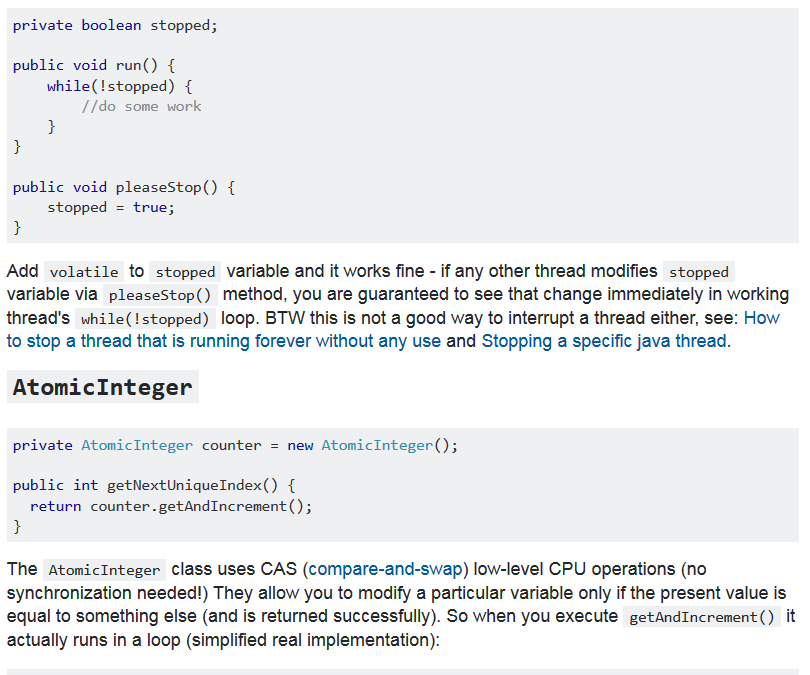 private boolean stopped;
public void run() {
    while(!stopped) {
        //do some work
    }
}
public void pleaseStop() {
    stopped = true;
}
Add volatile to stopped variable and it works fine - if any other thread modifies stopped
variable via pleaseStop() method, you are guaranteed to see that change immediately in working
thread's while(!stopped) loop. BTW this is not a good way to interrupt a thread either, see: How
to stop a thread that is running forever without any use and Stopping a specific java thread.
AtomicInteger
private AtomicInteger counter = new AtomicInteger();
public int getNextUniqueIndex() {
  return counter.getAndIncrement();
}
The AtomicInteger class uses CAS (compare-and-swap) low-level CPU operations (no
synchronization needed!) They allow you to modify a particular variable only if the present value is
equal to something else (and is returned successfully). So when you execute getAndIncrement() it
actually runs in a loop (simplified real implementation):